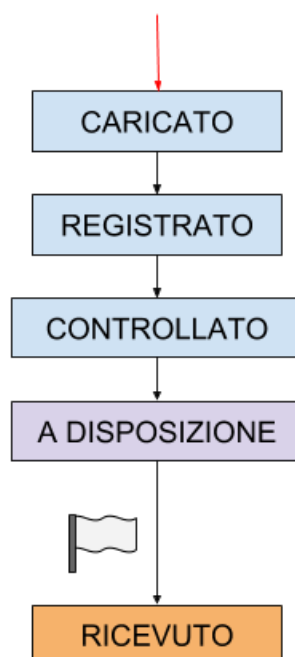 CARICATO
REGISTRATO
CONTROLLATO
A DISPOSIZIONE
RICEVUTO